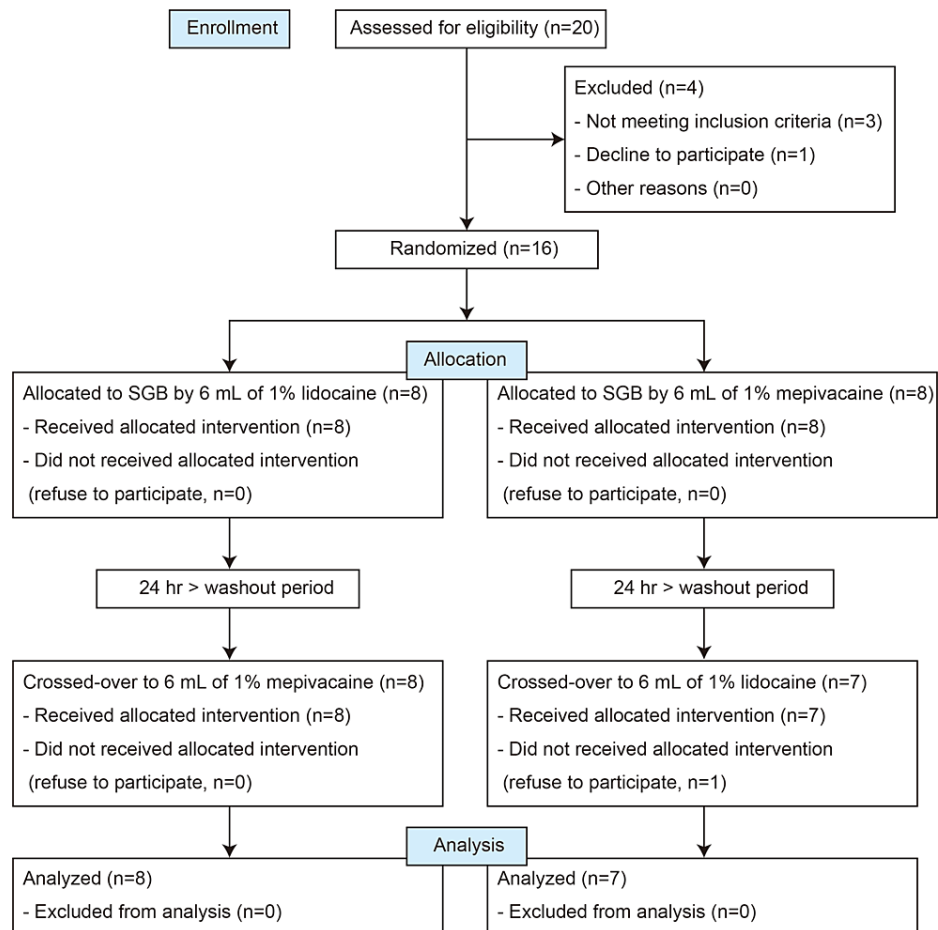 Enrollment
Assessed for eligibility (n=20)
Excluded (n=4)
- Not meeting inclusion criteria (n=3)
- Decline to participate (n=1)
- Other reasons (n=0)
Randomized (n=16)
Allocation
Allocated to SGB by 6 mL of 1% lidocaine (n=8)
- Received allocated intervention (n=8)
- Did not received allocated intervention
(refuse to participate, n=0)
Allocated to SGB by 6 mL of 1% mepivacaine (n=8)
- Received allocated intervention (n=8)
- Did not received allocated intervention
(refuse to participate, n=0)
24 hr > washout period
24 hr > washout period
Crossed-over to 6 mL of 1% mepivacaine (n=8)
- Received allocated intervention (n=8)
- Did not received allocated intervention
(refuse to participate, n=0)
Crossed-over to 6 mL of 1% lidocaine (n=7)
- Received allocated intervention (n=7)
- Did not received allocated intervention
(refuse to participate, n=1)
Analysis
Analyzed (n=8)
- Excluded from analysis (n=0)
Analyzed (n=7)
- Excluded from analysis (n=0)